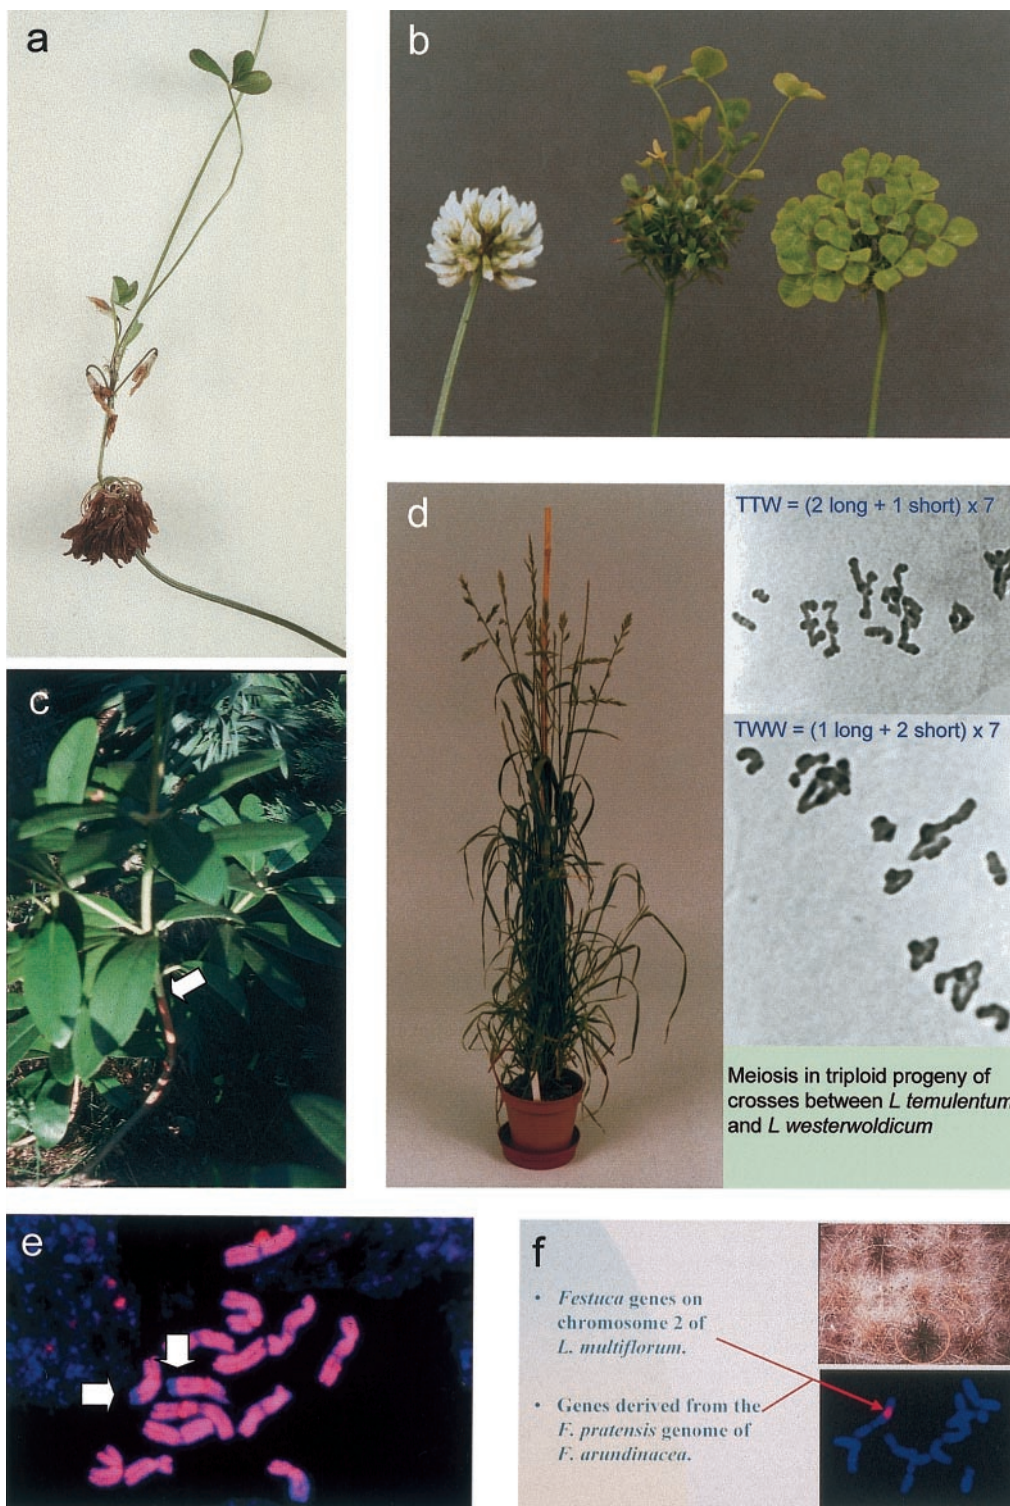 a
b
c
d
TTW = (2 long + 1 short) x 7
TWW = (1 long + 2 short) x 7
Meiosis in triploid progeny of
crosses between L temulentum
and L westerwoldicum
e
f
• Festuca genes on
chromosome 2 of
L. multiflorum.
• Genes derived from the
F. pratensis genome of
F. arundinacea.